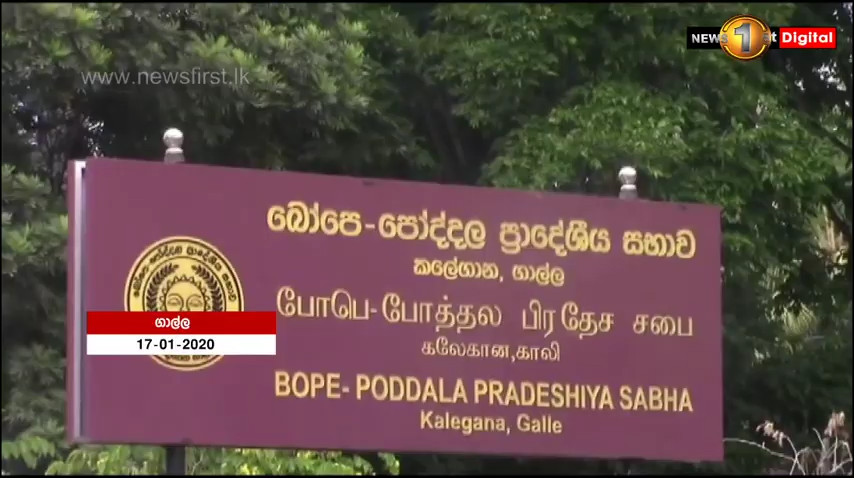 NEWS 1st Digital
www.newsfirst.lk
බෝපෙ-පෝද්දල ප්‍රාදේශීය සභාව
කලේගාන, ගාල්ල
போபெ-போத்தல பிரதேச சபை
கலேகான,காலி
BOPE- PODDALA PRADESHIYA SABHA
Kalegana, Galle
ගාල්ල
17-01-2020